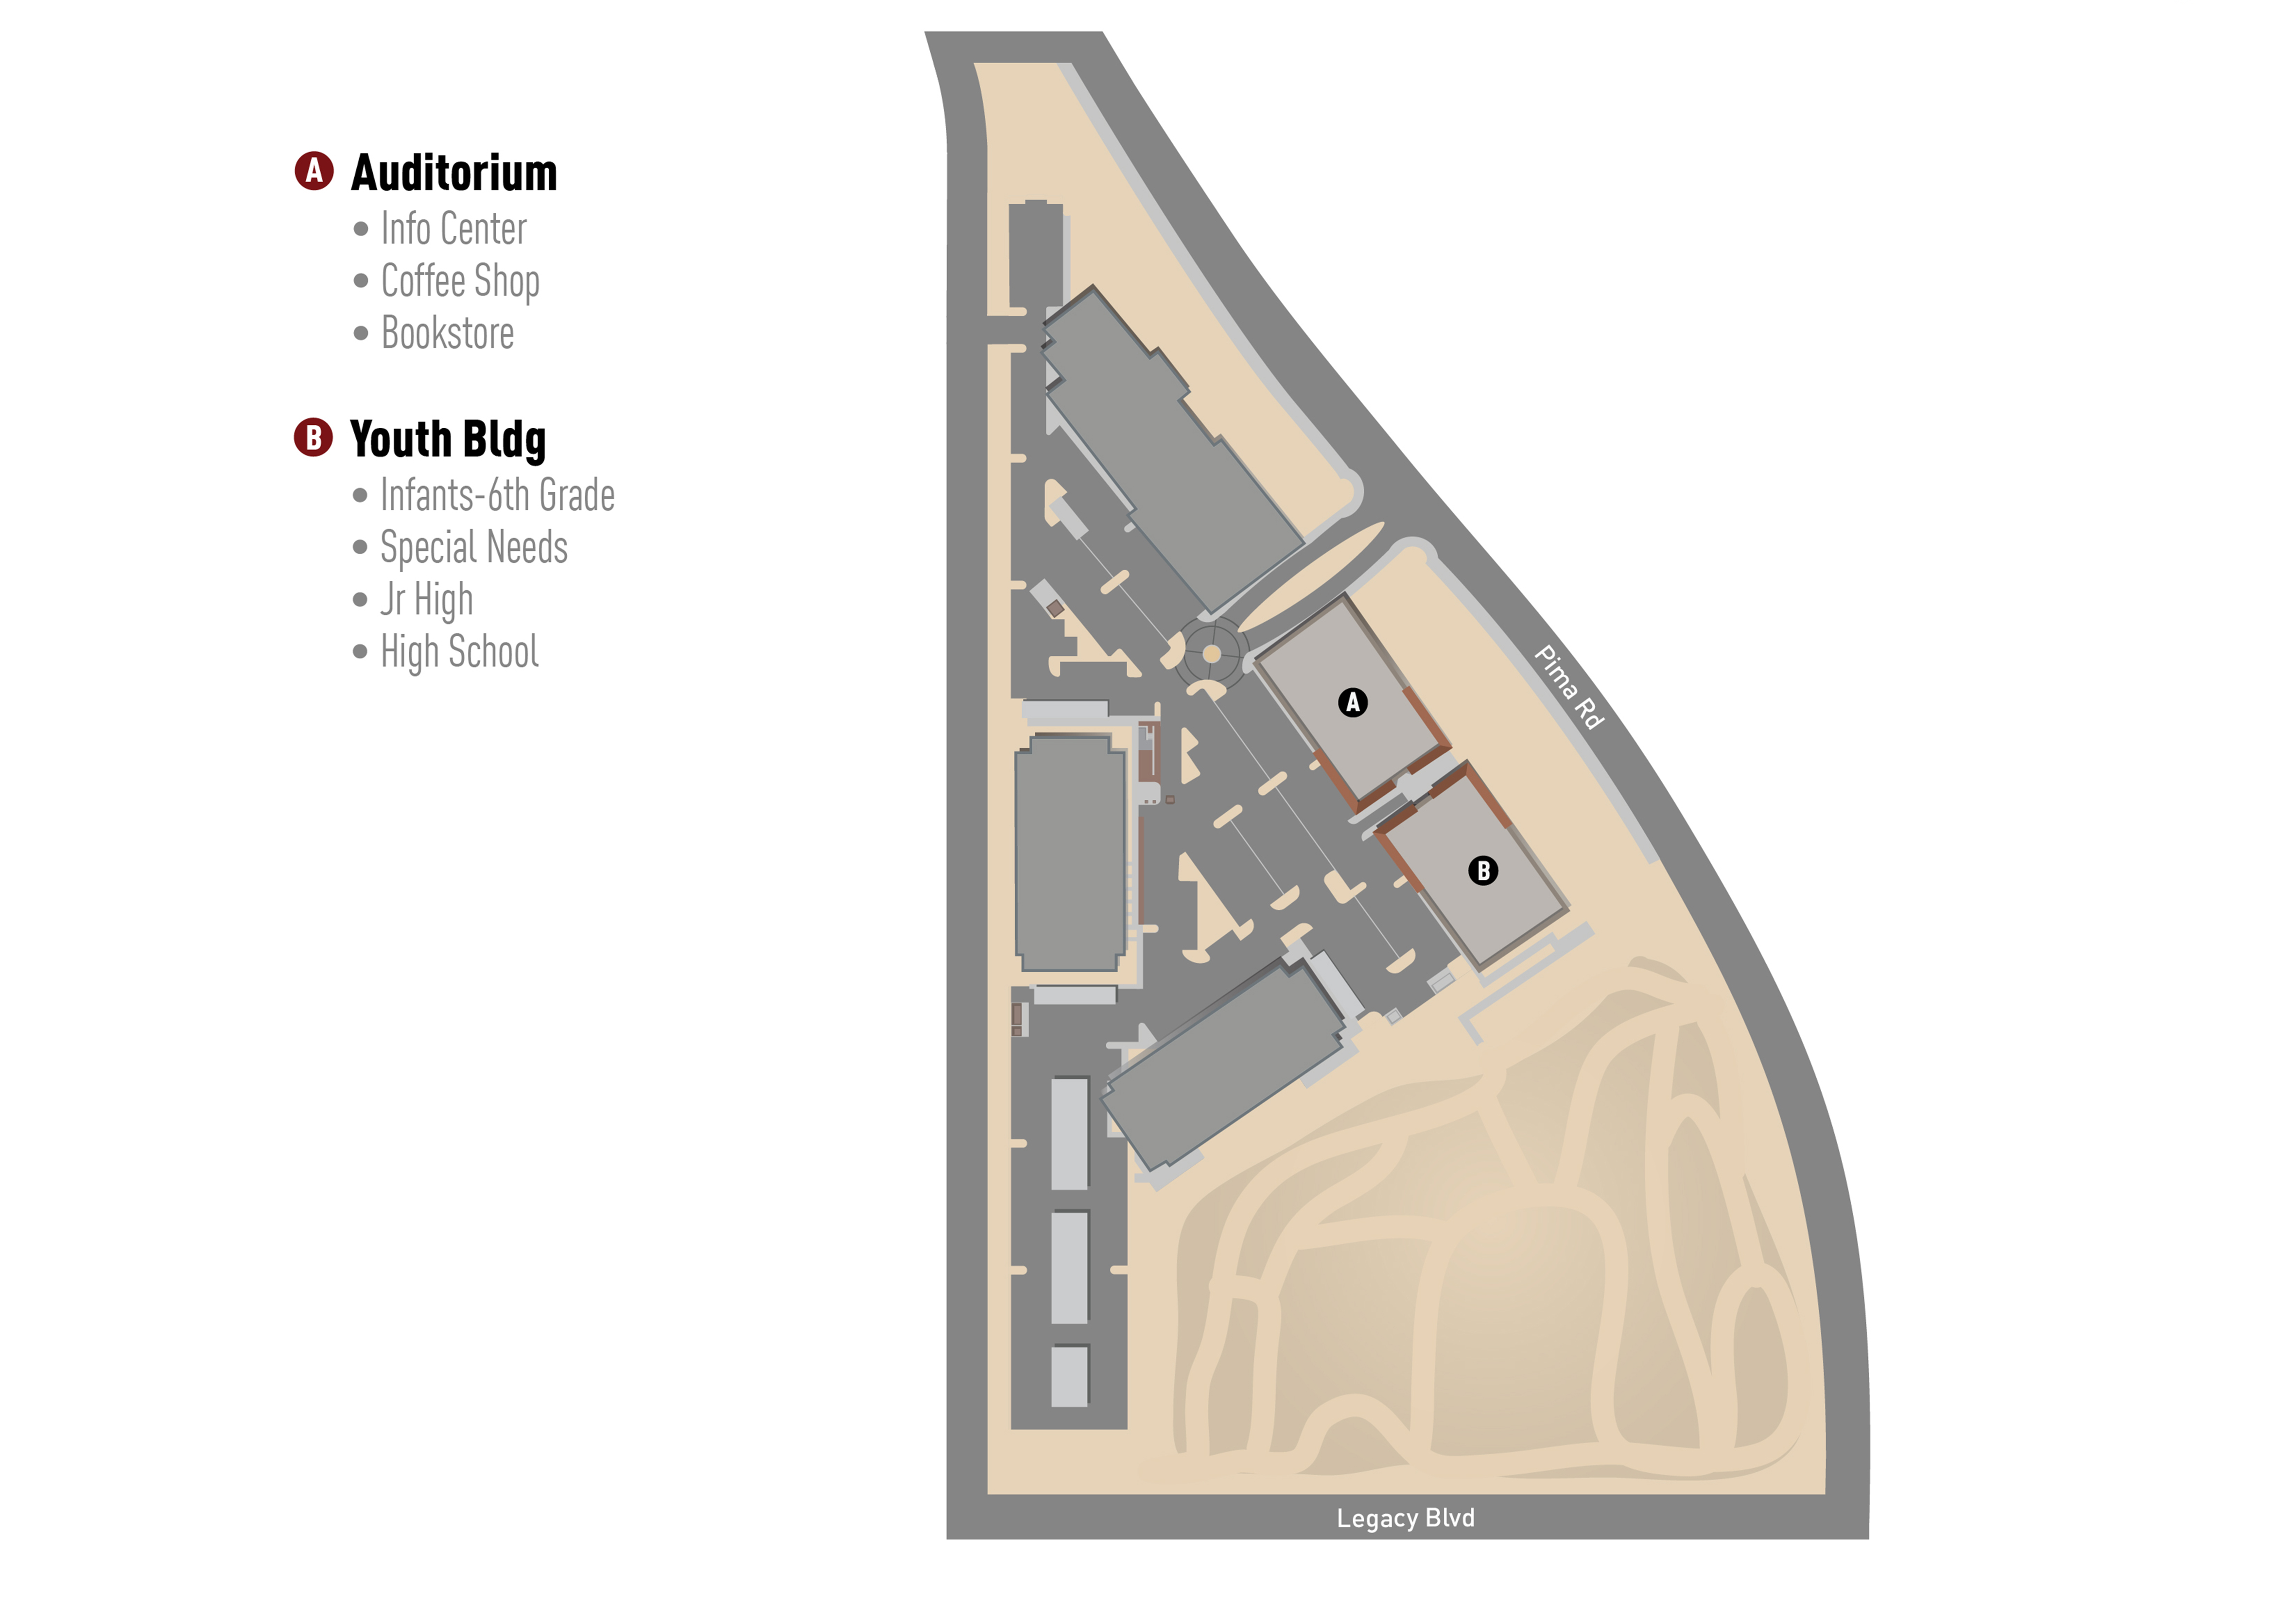 A Auditorium
• Info Center
• Coffee Shop
• Bookstore
B Youth Bldg
• Infants-6th Grade
• Special Needs
• Jr High
• High School
Pima Rd
A
B
Legacy Blvd